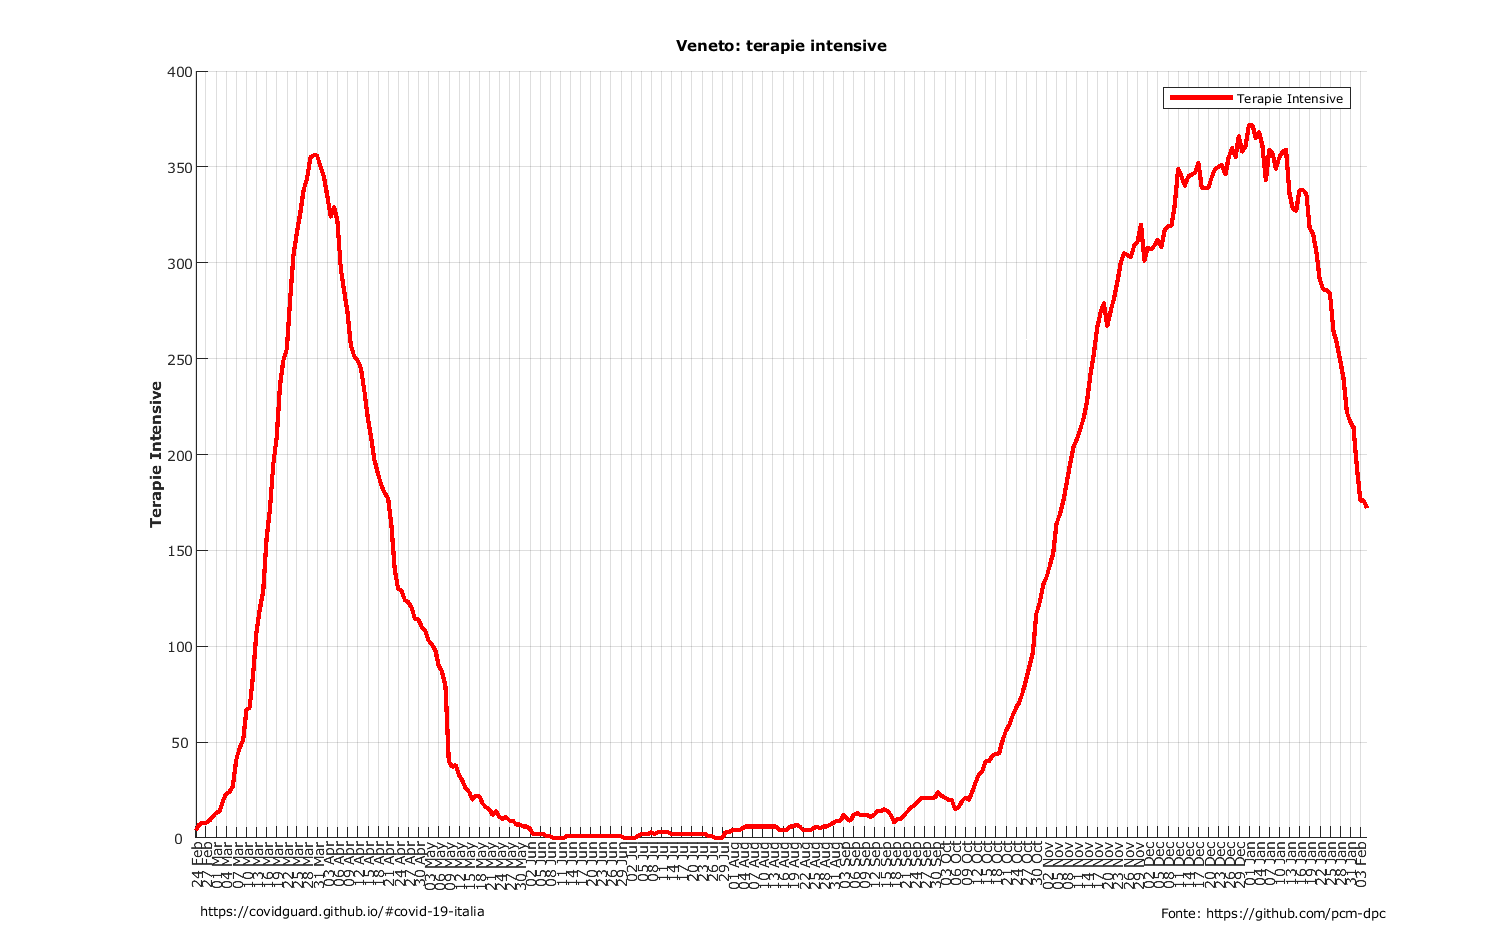 Veneto: terapie intensive
Terapie Intensive
400
350
300
250
200
150
100
50
0
Terapie Intensive
24 Feb
27 Feb
01 Mar
04 Mar
07 Mar
10 Mar
13 Mar
16 Mar
19 Mar
22 Mar
25 Mar
28 Mar
31 Mar
03 Apr
06 Apr
09 Apr
12 Apr
15 Apr
18 Apr
21 Apr
24 Apr
27 Apr
30 Apr
03 May
06 May
09 May
12 May
15 May
18 May
21 May
24 May
27 May
30 May
02 Jun
05 Jun
08 Jun
11 Jun
14 Jun
17 Jun
20 Jun
23 Jun
26 Jun
29 Jun
02 Jul
05 Jul
08 Jul
11 Jul
14 Jul
17 Jul
20 Jul
23 Jul
26 Jul
29 Jul
01 Aug
04 Aug
07 Aug
10 Aug
13 Aug
16 Aug
19 Aug
22 Aug
25 Aug
28 Aug
31 Aug
03 Sep
06 Sep
09 Sep
12 Sep
15 Sep
18 Sep
21 Sep
24 Sep
27 Sep
30 Sep
03 Oct
06 Oct
09 Oct
12 Oct
15 Oct
18 Oct
21 Oct
24 Oct
27 Oct
30 Oct
02 Nov
05 Nov
08 Nov
11 Nov
14 Nov
17 Nov
20 Nov
23 Nov
26 Nov
29 Nov
02 Dec
05 Dec
08 Dec
11 Dec
14 Dec
17 Dec
20 Dec
23 Dec
26 Dec
29 Dec
01 Jan
04 Jan
07 Jan
10 Jan
13 Jan
16 Jan
19 Jan
22 Jan
25 Jan
28 Jan
31 Jan
03 Feb
https://covidguard.github.io/#covid-19-italia
Fonte: https://github.com/pcm-dpc